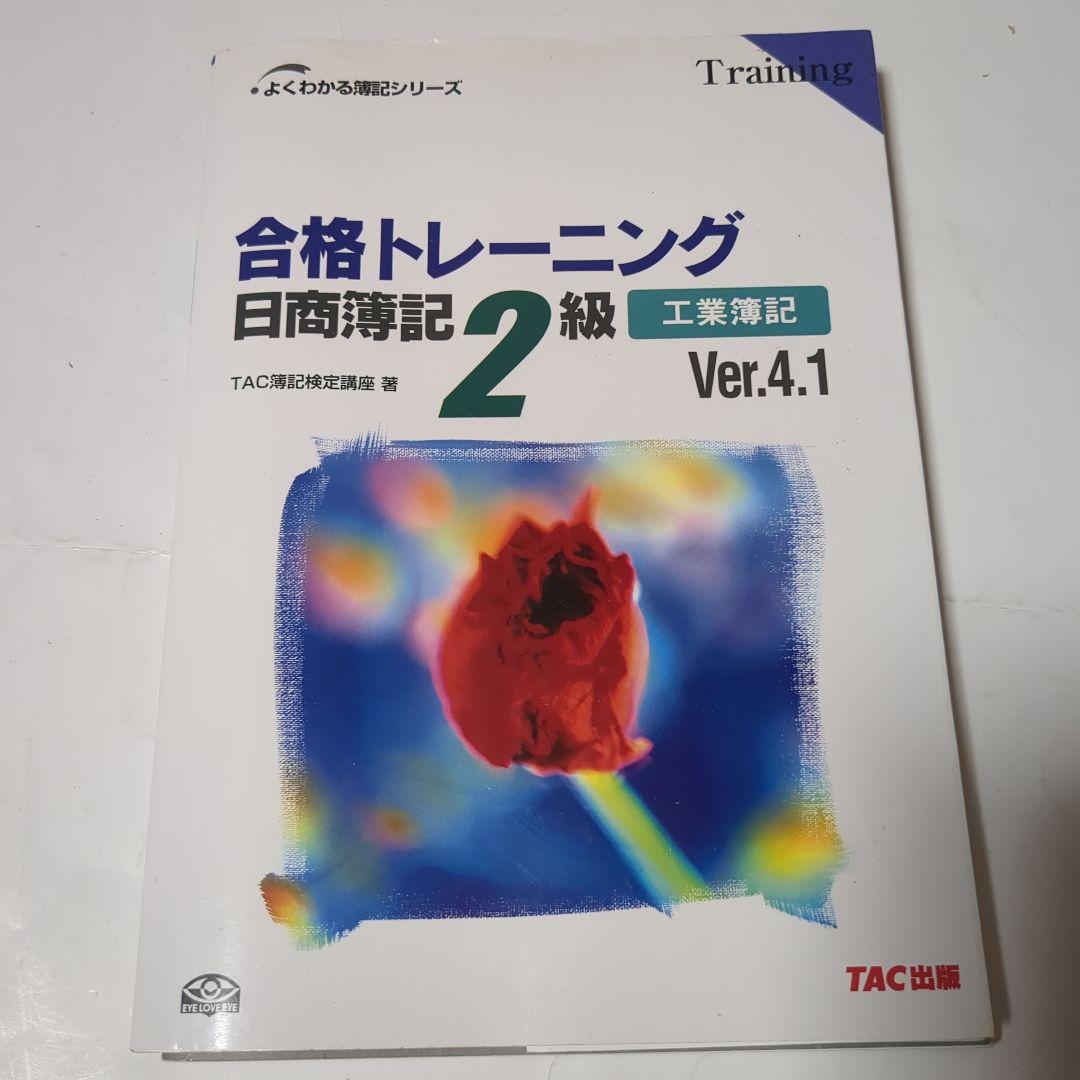 よくわかる簿記シリーズ
Training
合格トレーニング
日商簿記2級 工業簿記
Ver.4.1
TAC簿記検定講座 著
EYE LOVE EYE
TAC出版